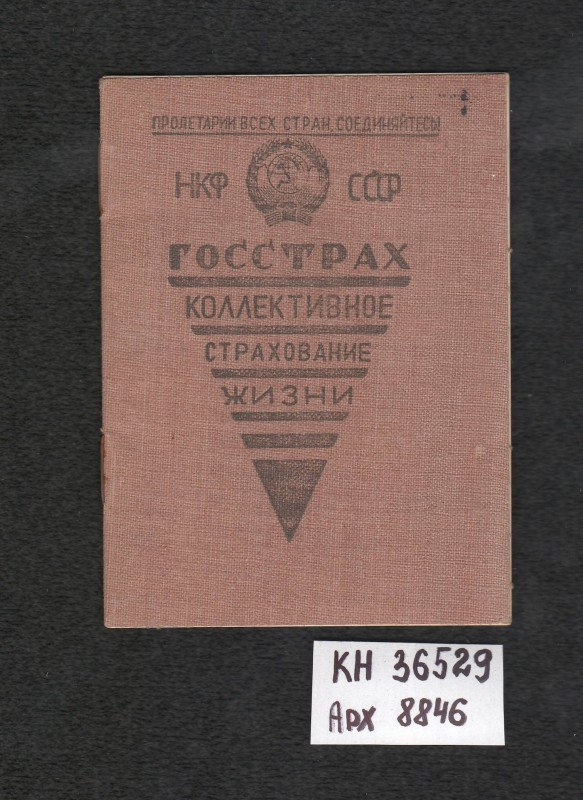 ПРОЛЕТАРИИ ВСЕХ СТРАН, СОЕДИНЯЙТЕСЬ!
НКФ СССР
ГОССТРАХ
КОЛЛЕКТИВНОЕ
СТРАХОВАНИЕ
ЖИЗНИ
КН 36529
Арх 8846